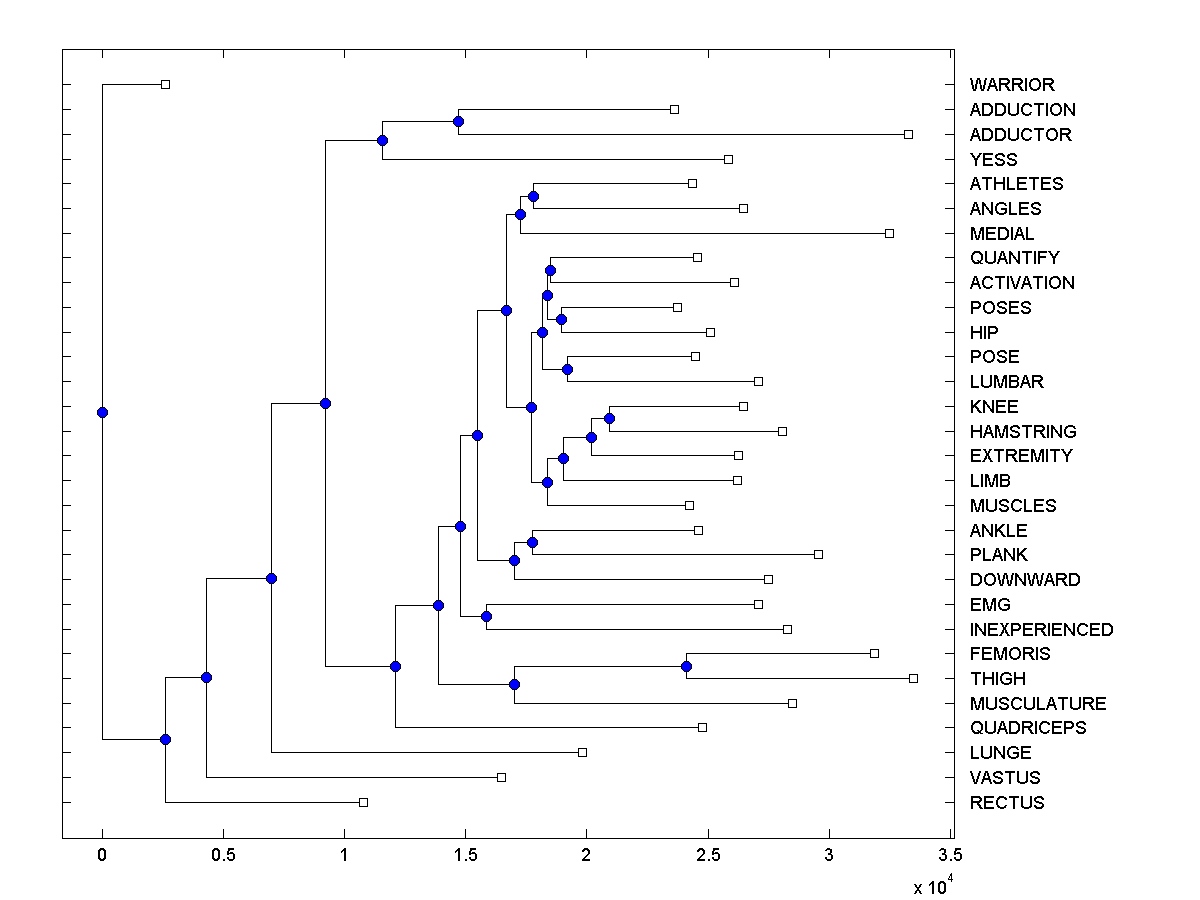 WARRIOR
ADDUCTION
ADDUCTOR
YESS
ATHLETES
ANGLES
MEDIAL
QUANTIFY
ACTIVATION
POSES
HIP
POSE
LUMBAR
KNEE
HAMSTRING
EXTREMITY
LIMB
MUSCLES
ANKLE
PLANK
DOWNWARD
EMG
INEXPERIENCED
FEMORIS
THIGH
MUSCULATURE
QUADRICEPS
LUNGE
VASTUS
RECTUS
0 0.5 1 1.5 2 2.5 3 3.5
x 10^4